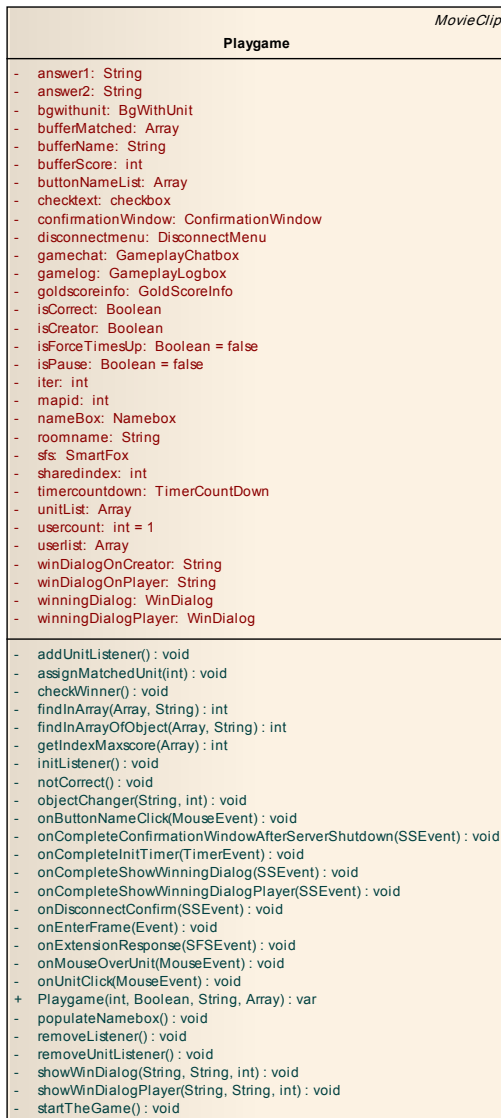 MovieClip
Playgame
- answer1: String
- answer2: String
- bgwithunit: BgWithUnit
- bufferMatched: Array
- bufferName: String
- bufferScore: int
- buttonNameList: Array
- checktext: checkbox
- confirmationWindow: ConfirmationWindow
- disconnectmenu: DisconnectMenu
- gamechat: GameplayChatbox
- gamelog: GameplayLogbox
- goldscoreinfo: GoldScoreInfo
- isCorrect: Boolean
- isCreator: Boolean
- isForceTimesUp: Boolean = false
- isPause: Boolean = false
- iter: int
- mapid: int
- nameBox: Namebox
- roomname: String
- sfs: SmartFox
- sharedindex: int
- timercountdown: TimerCountDown
- unitList: Array
- usercount: int = 1
- userlist: Array
- winDialogOnCreator: String
- winDialogOnPlayer: String
- winningDialog: WinDialog
- winningDialogPlayer: WinDialog
- addUnitListener() : void
- assignMatchedUnit(int) : void
- checkWinner() : void
- findInArray(Array, String) : int
- findInArrayOfObject(Array, String) : int
- getIndexMaxscore(Array) : int
- initListener() : void
- notCorrect() : void
- objectChanger(String, int) : void
- onButtonNameClick(MouseEvent) : void
- onCompleteConfirmationWindowAfterServerShutdown(SSEvent) : void
- onCompleteInitTimer(TimerEvent) : void
- onCompleteShowWinningDialog(SSEvent) : void
- onCompleteShowWinningDialogPlayer(SSEvent) : void
- onDisconnectConfirm(SSEvent) : void
- onEnterFrame(Event) : void
- onExtensionResponse(SFSEvent) : void
- onMouseOverUnit(MouseEvent) : void
- onUnitClick(MouseEvent) : void
+ Playgame(int, Boolean, String, Array) : var
- populateNamebox() : void
- removeListener() : void
- removeUnitListener() : void
- showWinDialog(String, String, int) : void
- showWinDialogPlayer(String, String, int) : void
- startTheGame() : void